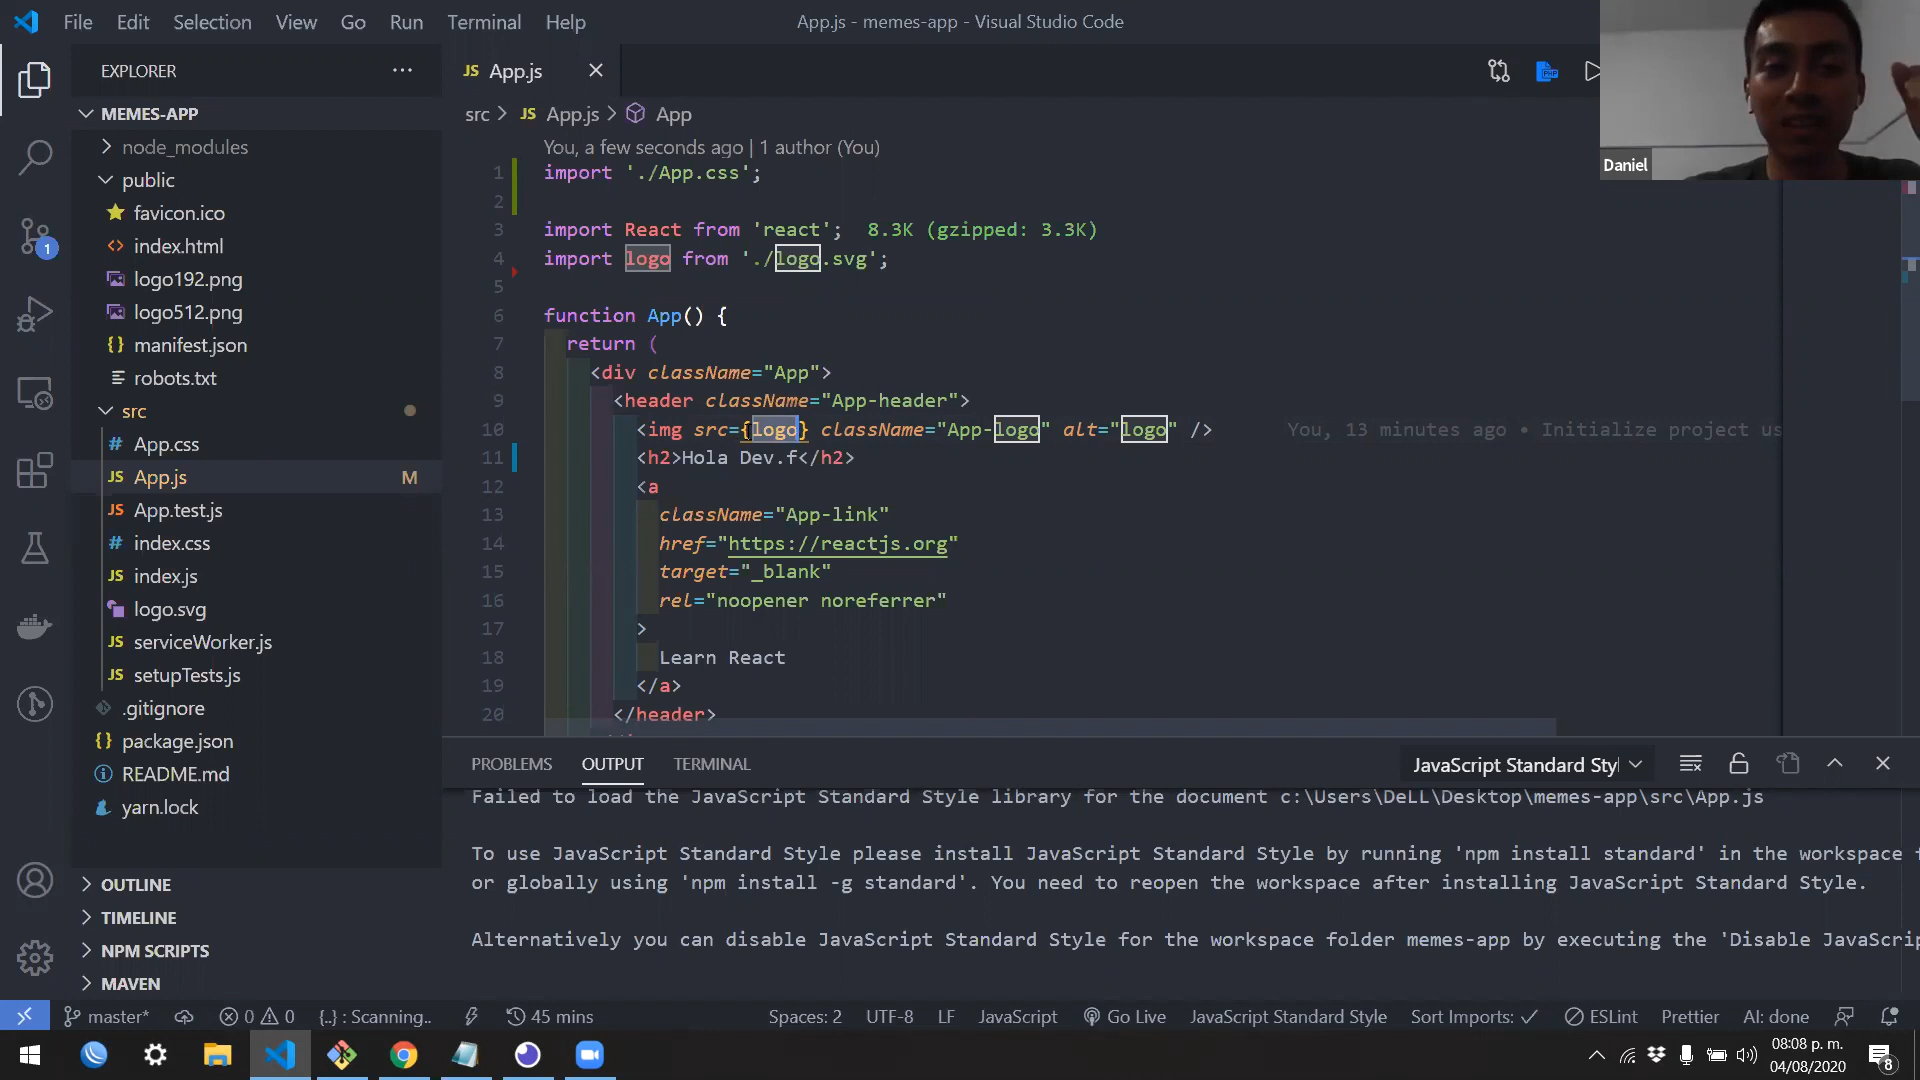 File Edit Selection View Go Run Terminal Help
App.js - memes-app - Visual Studio Code
EXPLORER
MEMES-APP
node_modules
public
favicon.ico
index.html
logo192.png
logo512.png
manifest.json
robots.txt
src
App.css
App.js M
App.test.js
index.css
index.js
logo.svg
serviceWorker.js
setupTests.js
.gitignore
package.json
README.md
yarn.lock
OUTLINE
TIMELINE
NPM SCRIPTS
MAVEN
1
JS App.js
src > JS App.js > App
You, a few seconds ago | 1 author (You)
1 import './App.css';
2
3 import React from 'react'; 8.3K (gzipped: 3.3K)
4 import logo from './logo.svg';
5
6 function App() {
7 return (
8 <div className="App">
9 <header className="App-header">
10 <img src={logo} className="App-logo" alt="logo" /> You, 13 minutes ago • Initialize project us
11 <h2>Hola Dev.f</h2>
12 <a
13 className="App-link"
14 href="https://reactjs.org"
15 target="_blank"
16 rel="noopener noreferrer"
17 >
18 Learn React
19 </a>
20 </header>
Daniel
PROBLEMS OUTPUT TERMINAL
JavaScript Standard Styl
Failed to load the JavaScript Standard Style library for the document c:\Users\DeLL\Desktop\memes-app\src\App.js
To use JavaScript Standard Style please install JavaScript Standard Style by running 'npm install standard' in the workspace f
or globally using 'npm install -g standard'. You need to reopen the workspace after installing JavaScript Standard Style.
Alternatively you can disable JavaScript Standard Style for the workspace folder memes-app by executing the 'Disable JavaScrip
master* 0 0 {..} : Scanning.. 45 mins Spaces: 2 UTF-8 LF JavaScript Go Live JavaScript Standard Style Sort Imports: ✓ ESLint Prettier AI: done
08:08 p. m.
04/08/2020
8